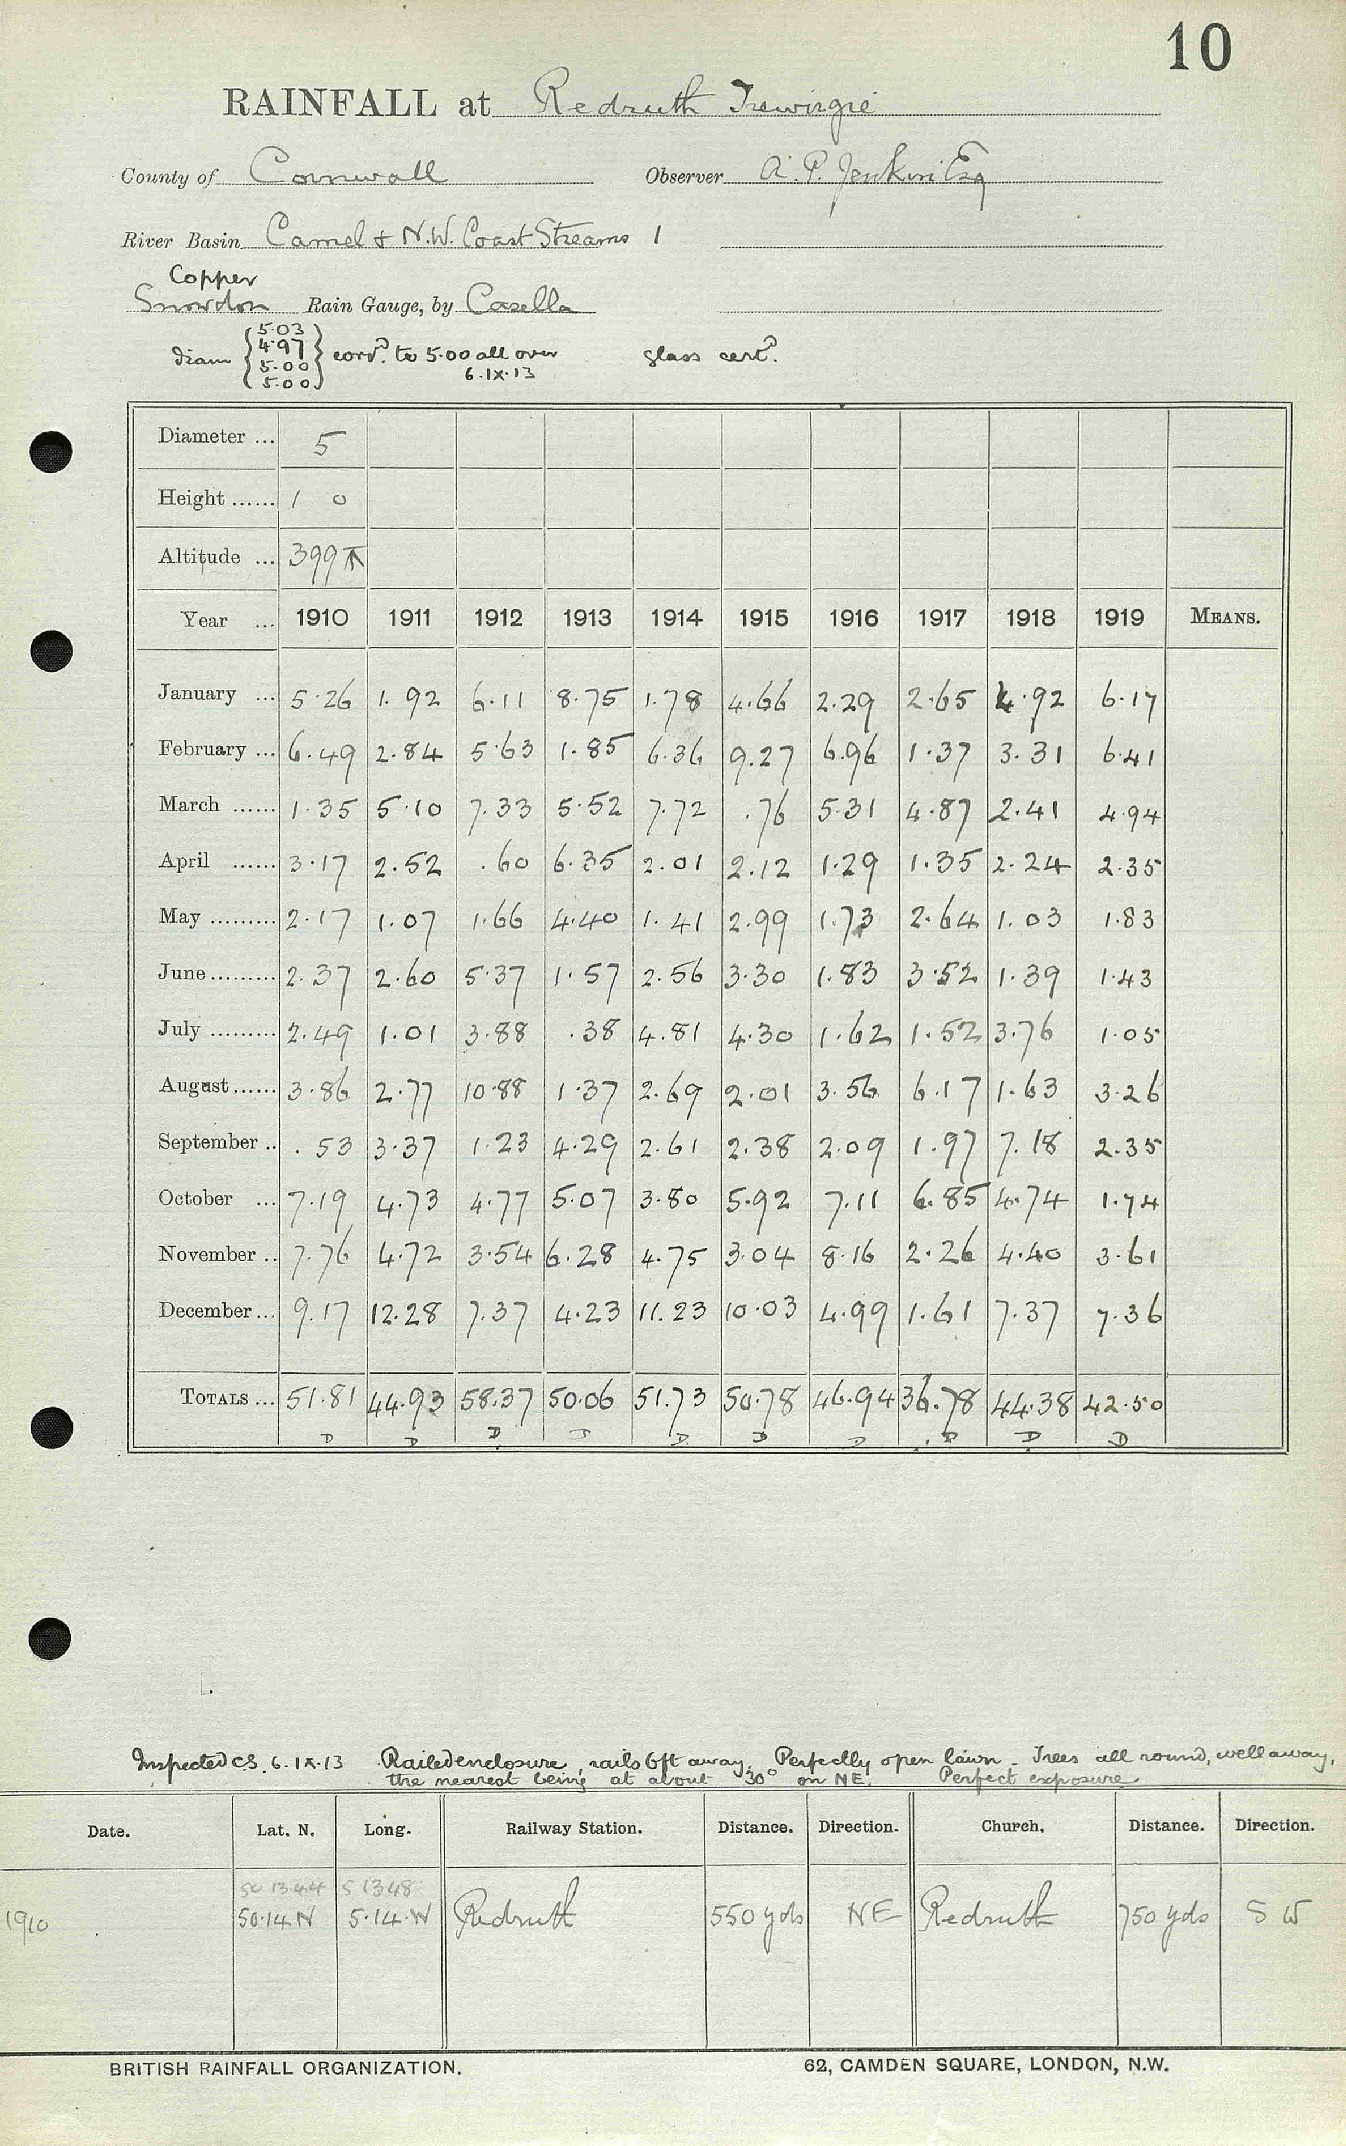 10
RAINFALL at Redruth Trewirgie
County of Cornwall Observer A. P. Jenkin Esq
River Basin Camel & N.W. Coast Streams 1
Copper
Snowdon Rain Gauge, by Casella
diam { 5.03 4.97 5.00 5.00 } corrd. to 5.00 all over 6.IX.13 glass certd.
Diameter ... 5
Height ...... 1 0
Altitude ... 399
Year ... 1910 1911 1912 1913 1914 1915 1916 1917 1918 1919 MEANS.
January ... 5.26 1.92 6.11 8.75 1.78 4.66 2.29 2.65 4.92 6.17
February ... 6.49 2.84 5.63 1.85 6.36 9.27 6.96 1.37 3.31 6.41
March ...... 1.35 5.10 7.33 5.52 7.72 .76 5.31 4.87 2.41 4.94
April ...... 3.17 2.52 .60 6.35 2.01 2.12 1.29 1.35 2.24 2.35
May ......... 2.17 1.07 1.66 4.40 1.41 2.99 1.73 2.64 1.03 1.83
June ......... 2.37 2.60 5.37 1.57 2.56 3.30 1.83 3.52 1.39 1.43
July ......... 2.49 1.01 3.88 .38 4.81 4.30 1.62 1.52 3.76 1.05
August ...... 3.86 2.77 10.88 1.37 2.69 2.01 3.56 6.17 1.63 3.26
September .. .53 3.37 1.23 4.29 2.61 2.38 2.09 1.97 7.18 2.35
October ... 7.19 4.73 4.77 5.07 3.80 5.92 7.11 6.85 4.74 1.74
November .. 7.76 4.72 3.54 6.28 4.75 3.04 8.16 2.26 4.40 3.61
December ... 9.17 12.28 7.37 4.23 11.23 10.03 4.99 1.61 7.37 7.36
TOTALS ... 51.81 44.93 58.37 50.06 51.73 50.78 46.94 36.78 44.38 42.50
D D D D D D D D D D
Inspected CS. 6.IX.13 Railed enclosure, rails 6ft away. Perfectly open lawn. Trees all round, well away,
the nearest being at about 30° on NE. Perfect exposure
Date. Lat. N. Long. Railway Station. Distance. Direction. Church. Distance. Direction.
50 13 44 5 13 48
1910 50.14 N 5.14.W Redruth 550 yds NE Redruth 750 yds S W
BRITISH RAINFALL ORGANIZATION. 62, CAMDEN SQUARE, LONDON, N.W.